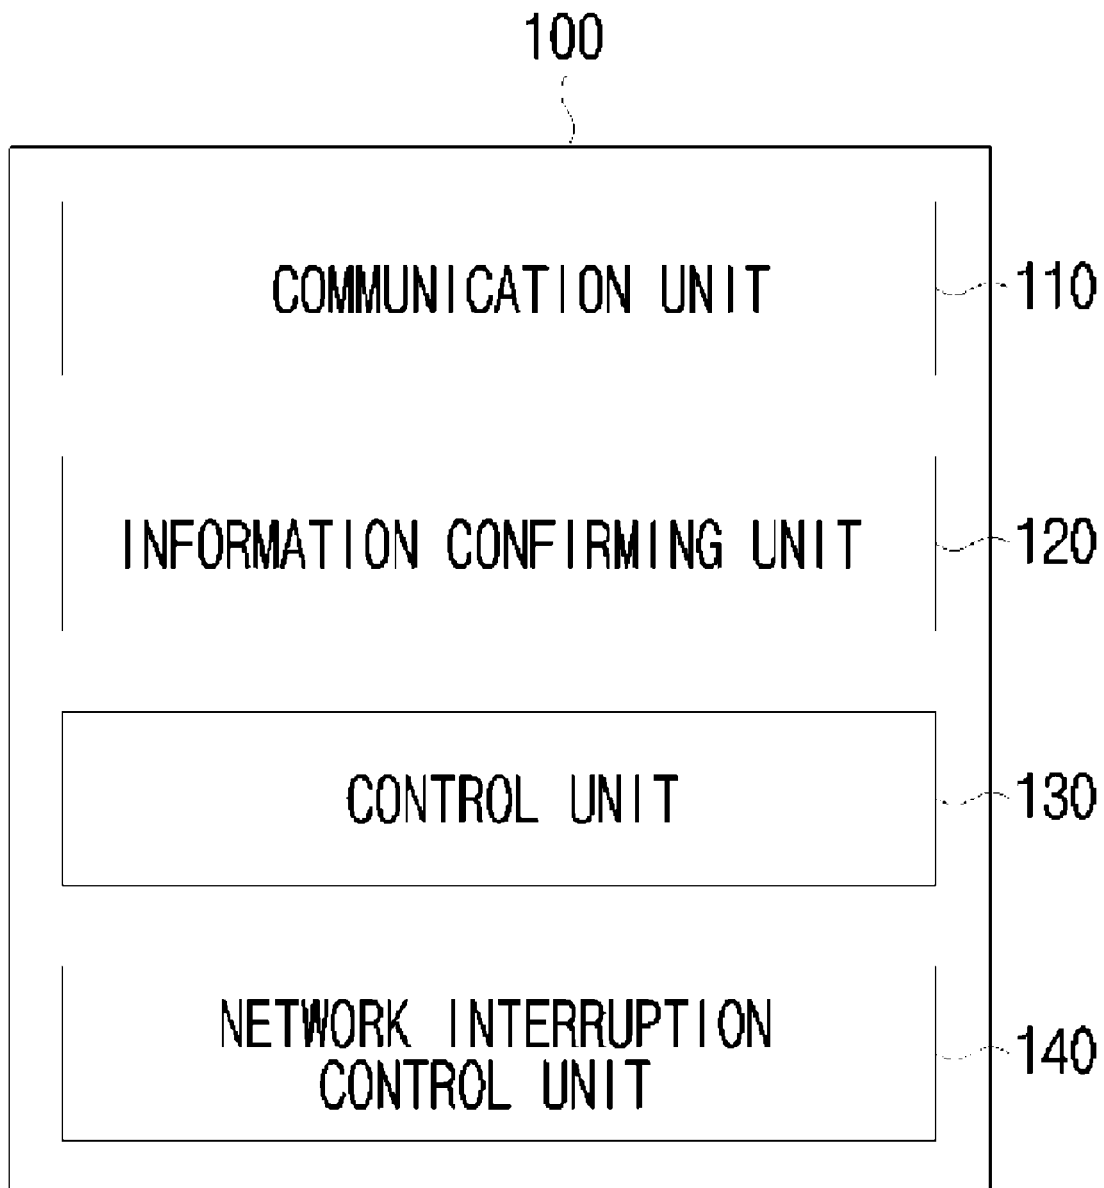 100
COMMUNICATION UNIT
110
INFORMATION CONFIRMING UNIT
120
CONTROL UNIT
130
NETWORK INTERRUPTION
CONTROL UNIT
140